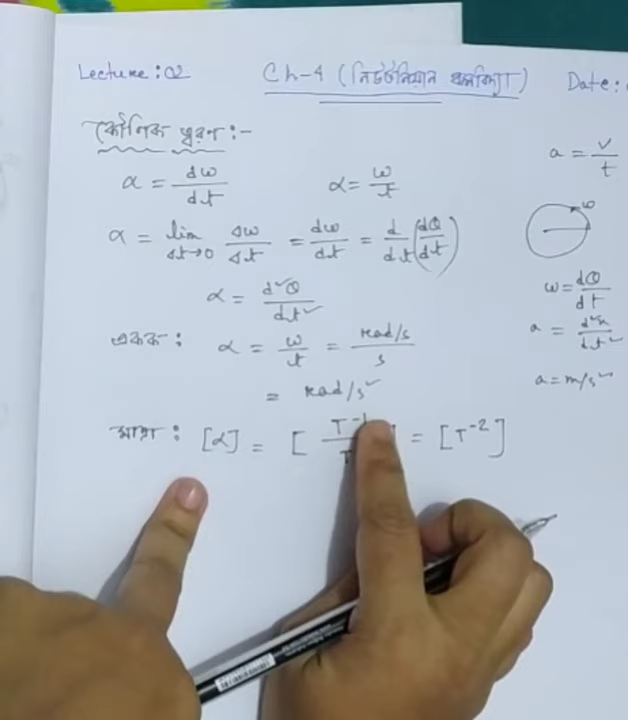 Lecture : 02 Ch-4 (নিউটনিয়ান বলবিদ্যা) Date :
কৌণিক ত্বরণ :-
α = dω/dt α = ω/t a = v/t
α = lim Δt→0 Δω/Δt = dω/dt = d/dt (dθ/dt) ω
α = d²θ/dt² ω = dθ/dt
একক : α = ω/t = rad/s/s a = d²x/dt²
= rad/s² a = m/s²
মাত্রা : [α] = [T⁻¹/T] = [T⁻²]